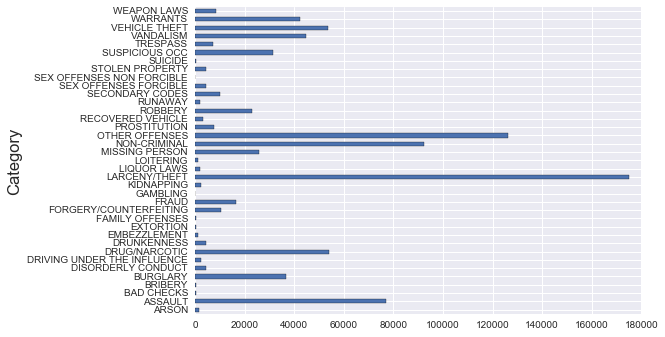 WEAPON LAWS
WARRANTS
VEHICLE THEFT
VANDALISM
TRESPASS
SUSPICIOUS OCC
SUICIDE
STOLEN PROPERTY
SEX OFFENSES NON FORCIBLE
SEX OFFENSES FORCIBLE
SECONDARY CODES
RUNAWAY
ROBBERY
RECOVERED VEHICLE
PROSTITUTION
OTHER OFFENSES
NON-CRIMINAL
MISSING PERSON
LOITERING
LIQUOR LAWS
LARCENY/THEFT
KIDNAPPING
GAMBLING
FRAUD
FORGERY/COUNTERFEITING
FAMILY OFFENSES
EXTORTION
EMBEZZLEMENT
DRUNKENNESS
DRUG/NARCOTIC
DRIVING UNDER THE INFLUENCE
DISORDERLY CONDUCT
BURGLARY
BRIBERY
BAD CHECKS
ASSAULT
ARSON
Category
0 20000 40000 60000 80000 100000 120000 140000 160000 180000